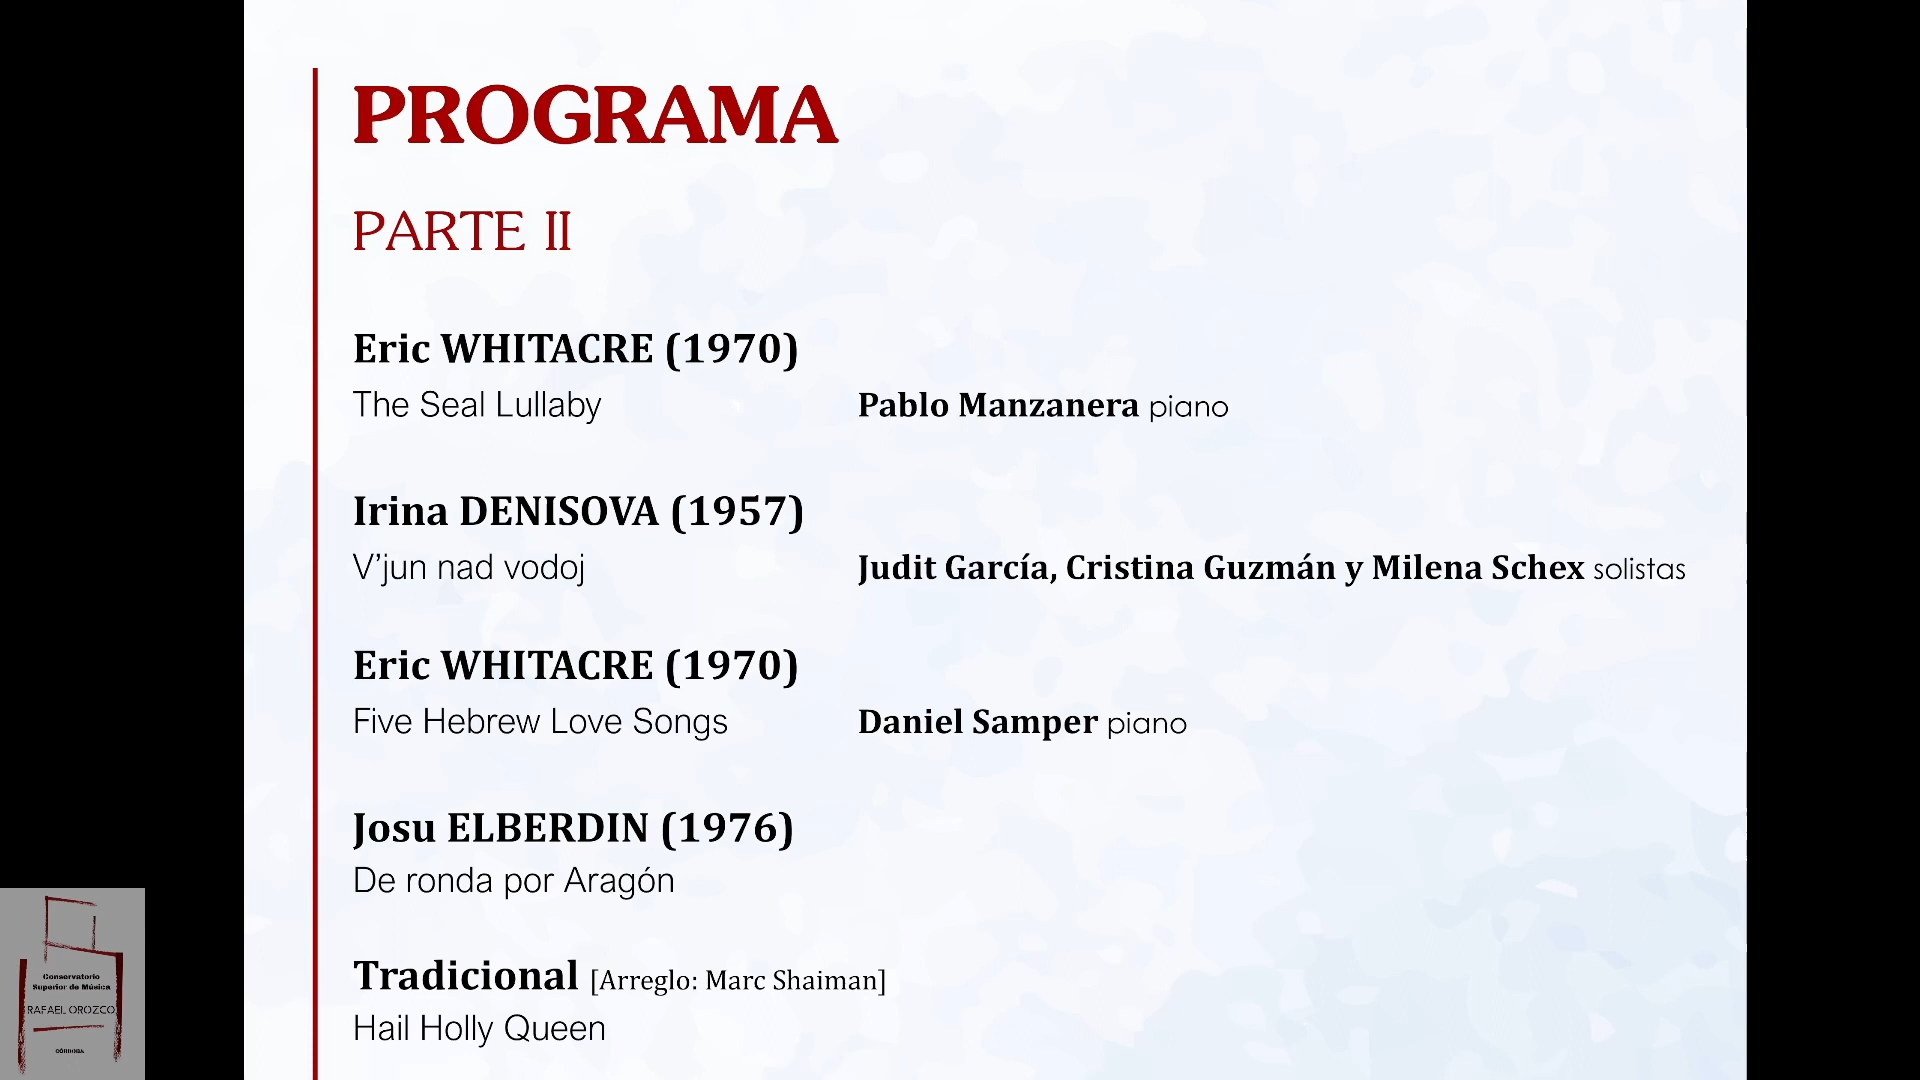 PROGRAMA
PARTE II
Eric WHITACRE (1970)
The Seal Lullaby Pablo Manzanera piano
Irina DENISOVA (1957)
V’jun nad vodoj Judit García, Cristina Guzmán y Milena Schex solistas
Eric WHITACRE (1970)
Five Hebrew Love Songs Daniel Samper piano
Josu ELBERDIN (1976)
De ronda por Aragón
Tradicional [Arreglo: Marc Shaiman]
Hail Holly Queen
Conservatorio
Superior de Música
RAFAEL OROZCO
CÓRDOBA